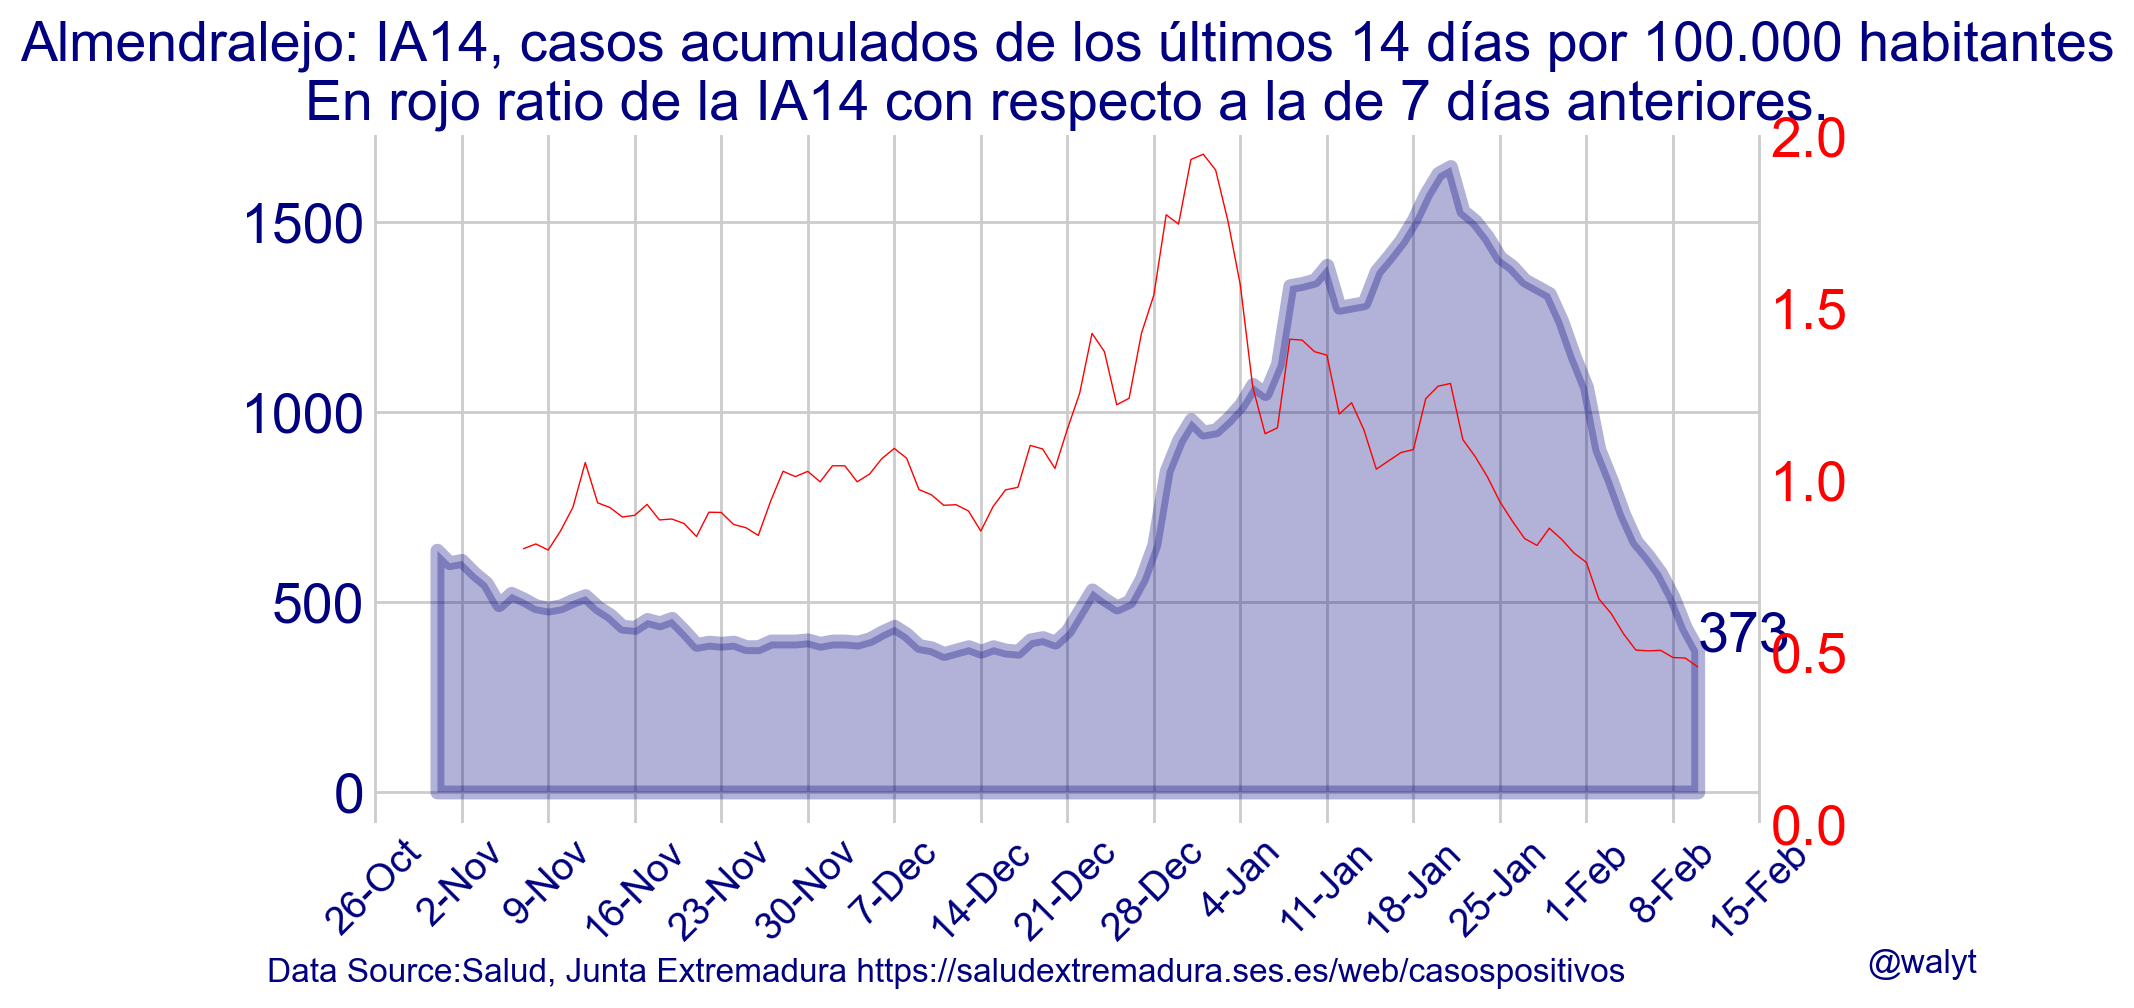 Almendralejo: IA14, casos acumulados de los últimos 14 días por 100.000 habitantes
En rojo ratio de la IA14 con respecto a la de 7 días anteriores.
2.0
1500
1.5
1000
1.0
500
373
0.5
0
0.0
26-Oct
2-Nov
9-Nov
16-Nov
23-Nov
30-Nov
7-Dec
14-Dec
21-Dec
28-Dec
4-Jan
11-Jan
18-Jan
25-Jan
1-Feb
8-Feb
15-Feb
Data Source:Salud, Junta Extremadura https://saludextremadura.ses.es/web/casospositivos
@walyt